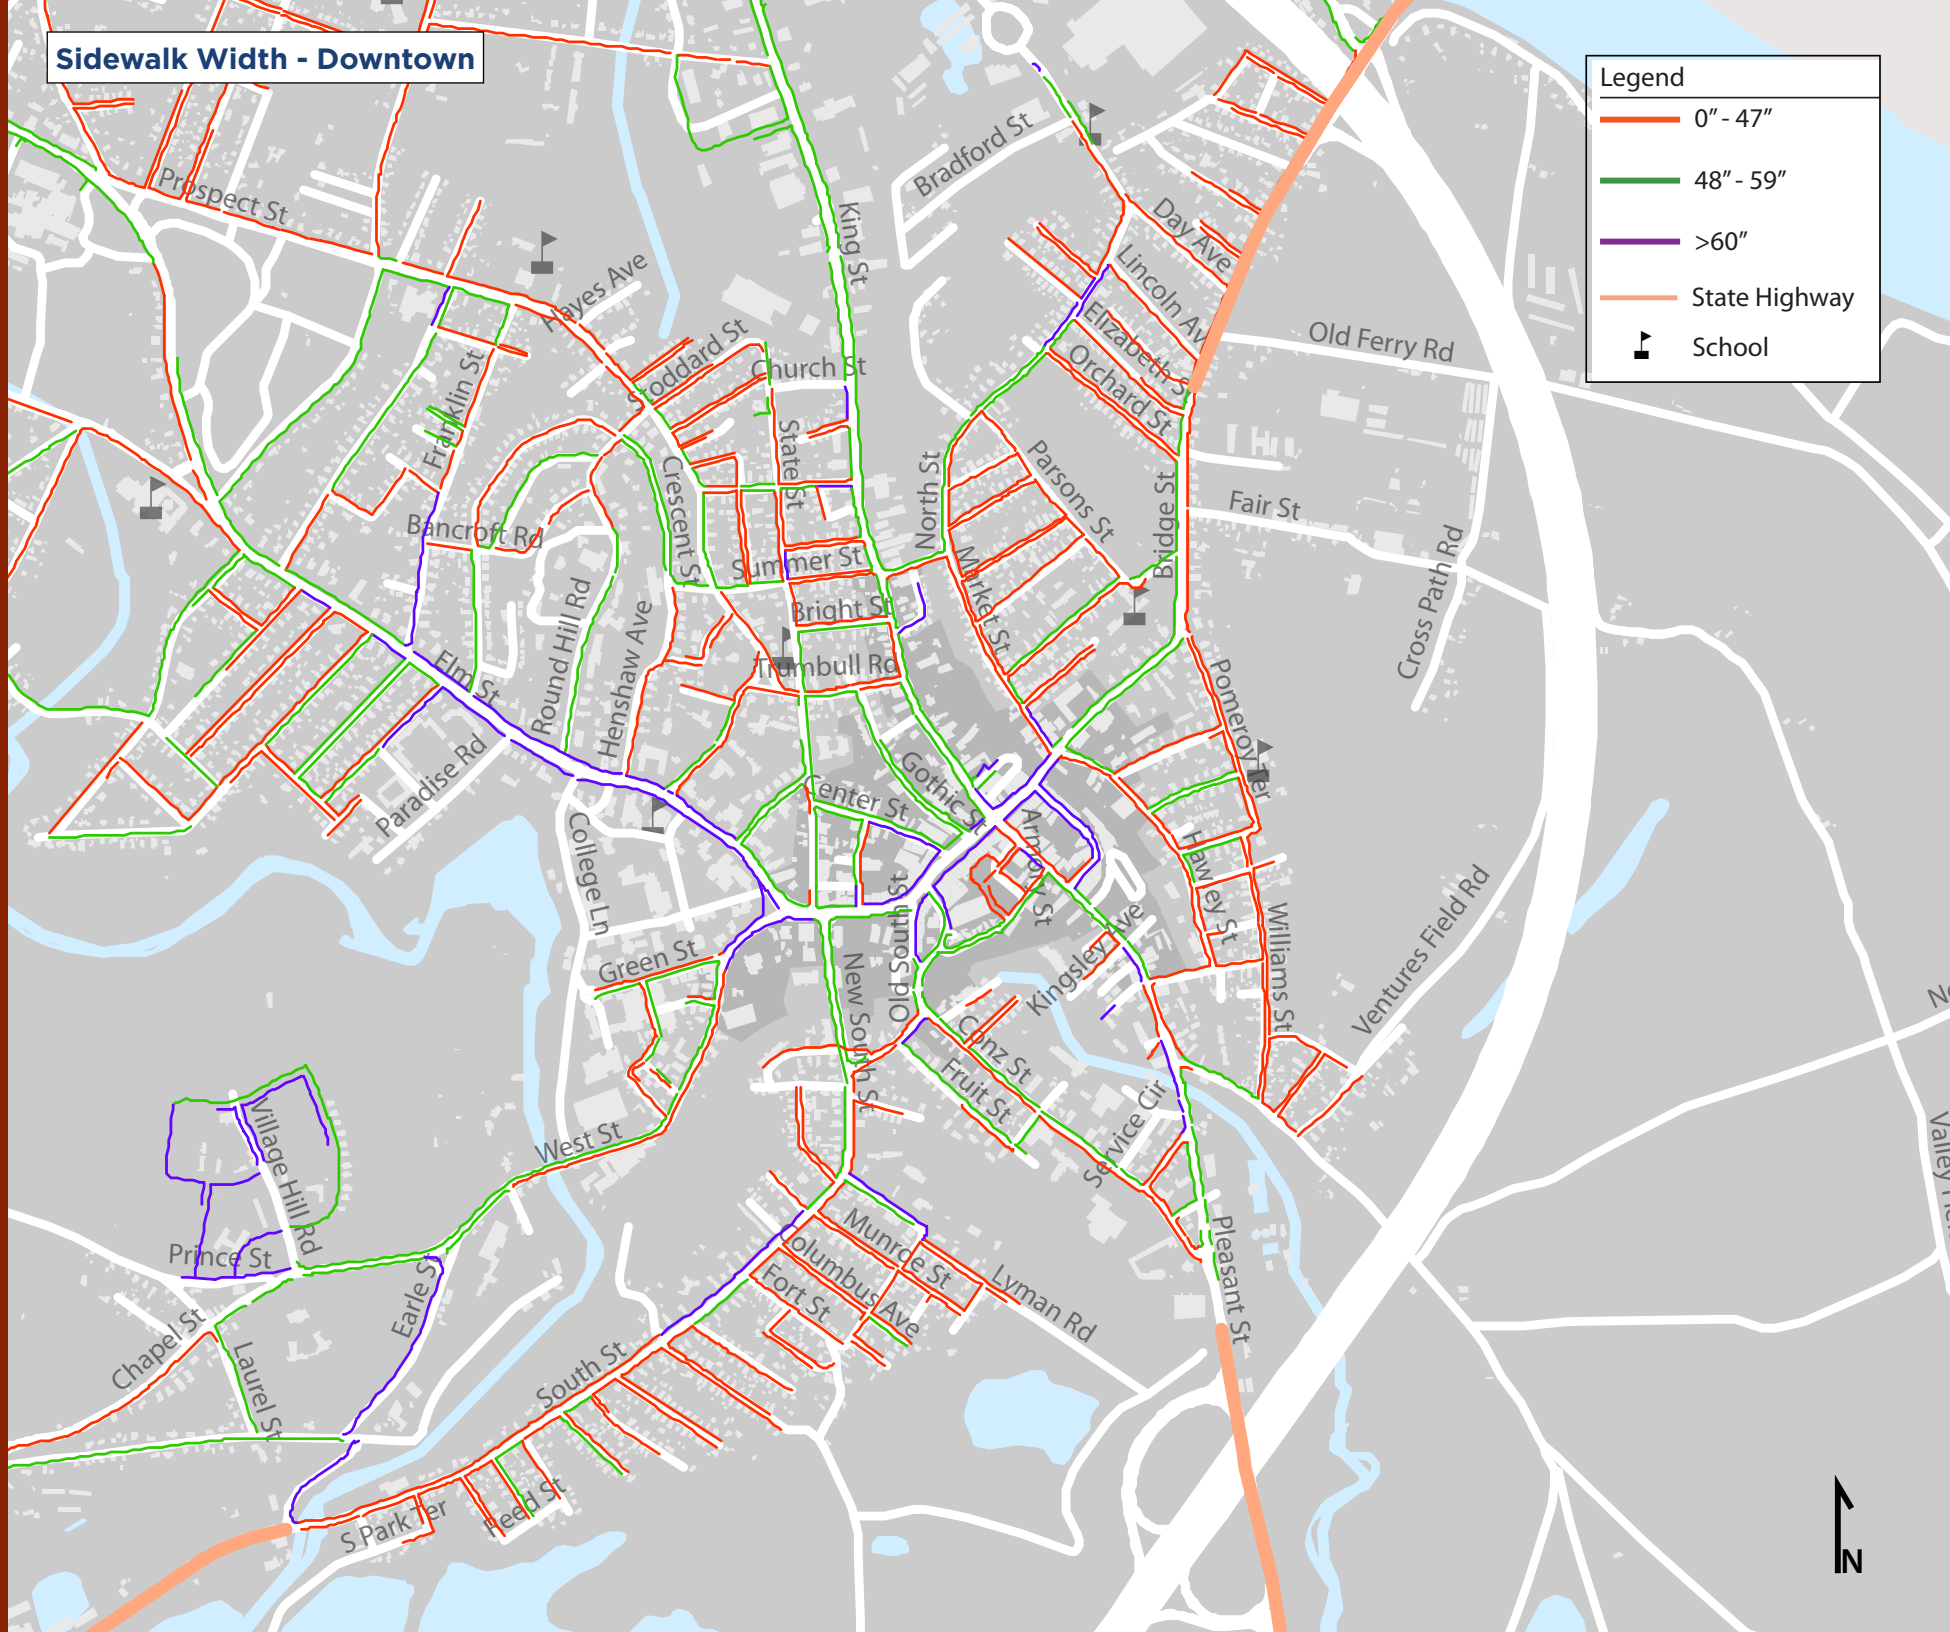 Sidewalk Width - Downtown
Legend
0” - 47”
48” - 59”
>60”
State Highway
School
Prospect St
Bradford St
King St
Day Ave
Hayes Ave
Lincoln Av
Stoddard St
Church St
Elizabeth S
Orchard St
Old Ferry Rd
Franklin St
State St
Crescent St
North St
Parsons St
Bridge St
Fair St
Cross Path Rd
Bancroft Rd
Summer St
Market St
Round Hill Rd
Henshaw Ave
Bright St
Trumbull Rd
Elm St
Pomeroy Ter
Paradise Rd
Center St
Gothic St
Armory St
Hawley St
College Ln
Old South St
Kingsley Ave
Williams St
Ventures Field Rd
Green St
New South St
Conz St
Fruit St
Service Cir
West St
Village Hill Rd
Prince St
Earle S
Munroe St
Columbus Ave
Fort St
Lyman Rd
Pleasant St
Chapel St
Laurel St
South St
S Park Ter
Valley
N